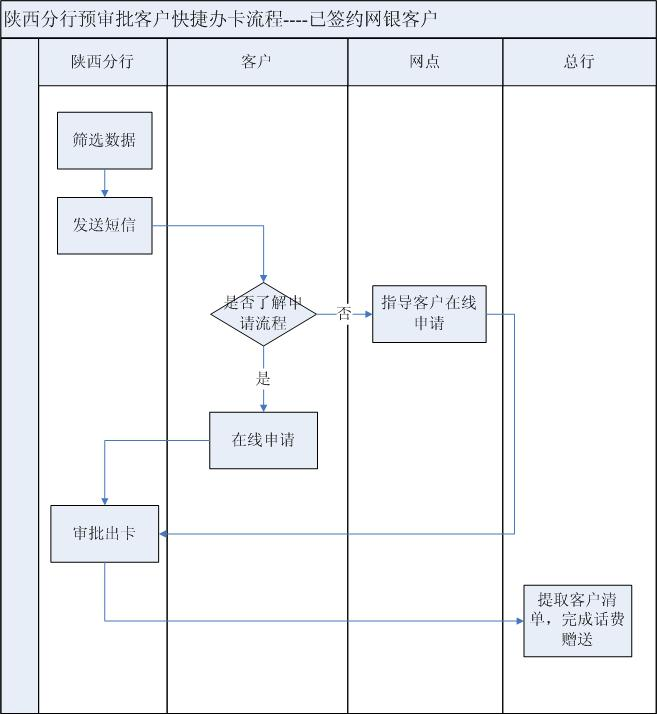 陕西分行预审批客户快捷办卡流程----已签约网银客户
陕西分行
客户
网点
总行
筛选数据
发送短信
是否了解申
请流程
否
指导客户在线
申请
是
在线申请
审批出卡
提取客户清
单，完成话费
赠送